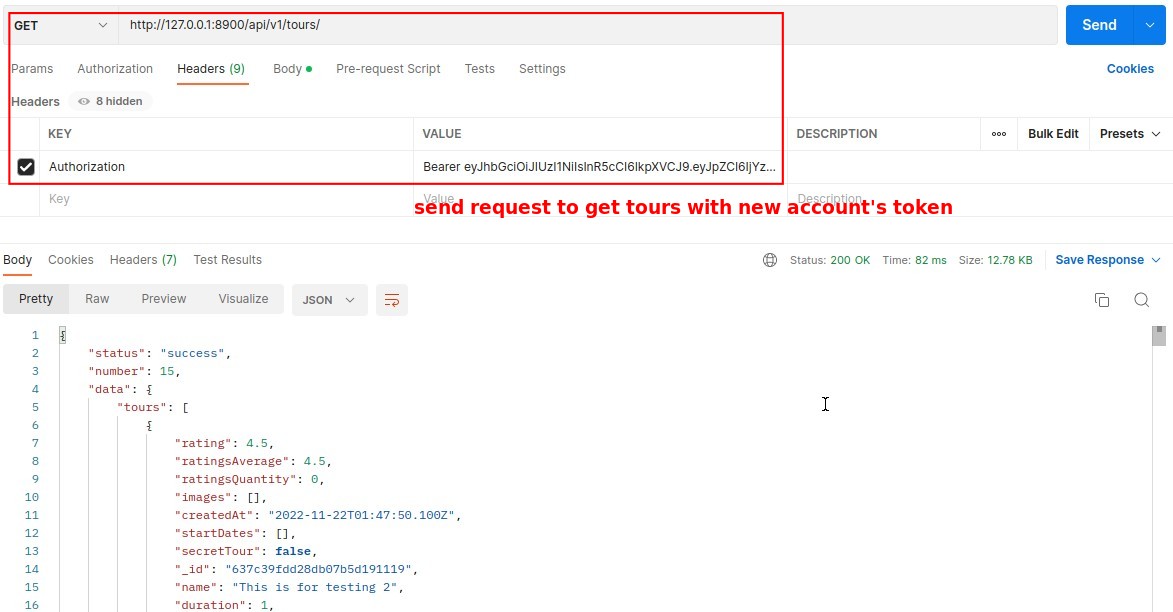 GET http://127.0.0.1:8900/api/v1/tours/ Send
Params Authorization Headers (9) Body Pre-request Script Tests Settings Cookies
Headers 8 hidden
KEY VALUE DESCRIPTION ooo Bulk Edit Presets
Authorization Bearer eyJhbGciOiJIUzI1NiIsInR5cCI6IkpXVCJ9.eyJpZCI6IjYz...
Key Value Description
send request to get tours with new account's token
Body Cookies Headers (7) Test Results Status: 200 OK Time: 82 ms Size: 12.78 KB Save Response
Pretty Raw Preview Visualize JSON
1 {
2 "status": "success",
3 "number": 15,
4 "data": {
5 "tours": [
6 {
7 "rating": 4.5,
8 "ratingsAverage": 4.5,
9 "ratingsQuantity": 0,
10 "images": [],
11 "createdAt": "2022-11-22T01:47:50.100Z",
12 "startDates": [],
13 "secretTour": false,
14 "_id": "637c39fdd28db07b5d191119",
15 "name": "This is for testing 2",
16 "duration": 1,